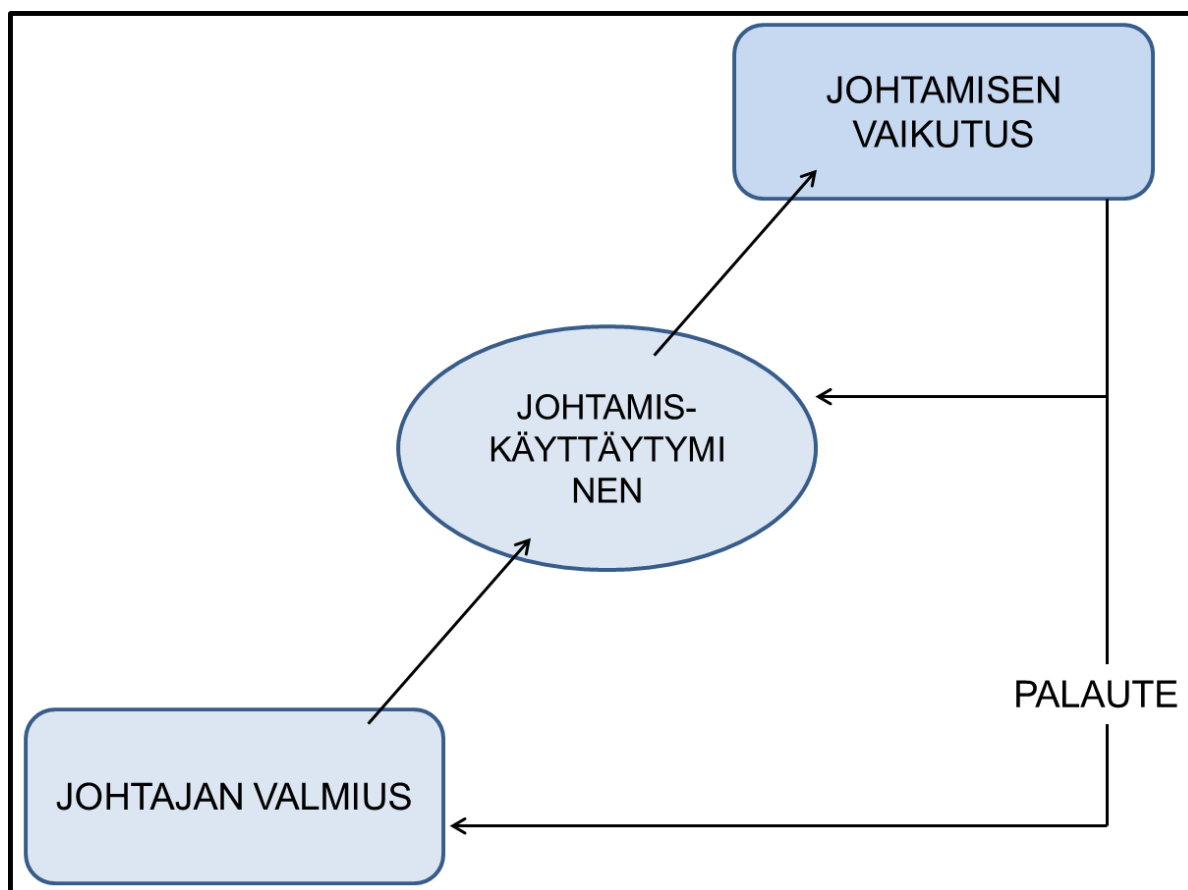 JOHTAMISEN
VAIKUTUS
JOHTAMIS-
KÄYTTÄYTYMI
NEN
PALAUTE
JOHTAJAN VALMIUS